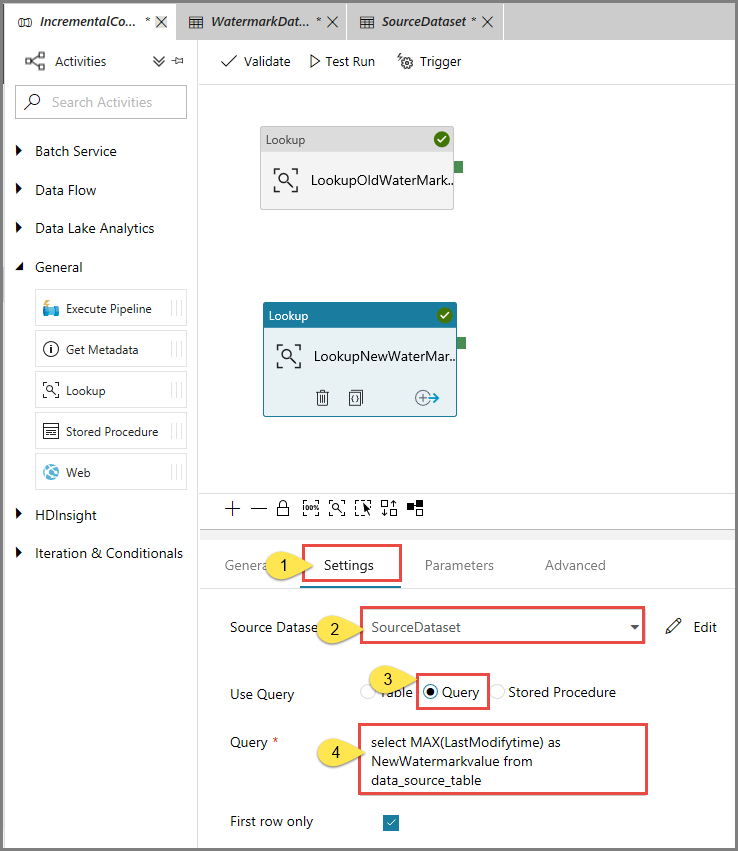 IncrementalCo... *
WatermarkDat... *
SourceDataset *
Activities
Validate
Test Run
Trigger
Search Activities
Batch Service
Data Flow
Data Lake Analytics
General
Execute Pipeline
Get Metadata
Lookup
Stored Procedure
Web
HDInsight
Iteration & Conditionals
Lookup
LookupOldWaterMark..
Lookup
LookupNewWaterMar..
100%
General
1
Settings
Parameters
Advanced
Source Datase
2
SourceDataset
Edit
3
Use Query
Table
Query
Stored Procedure
Query *
4
select MAX(LastModifytime) as
NewWatermarkvalue from
data_source_table
First row only